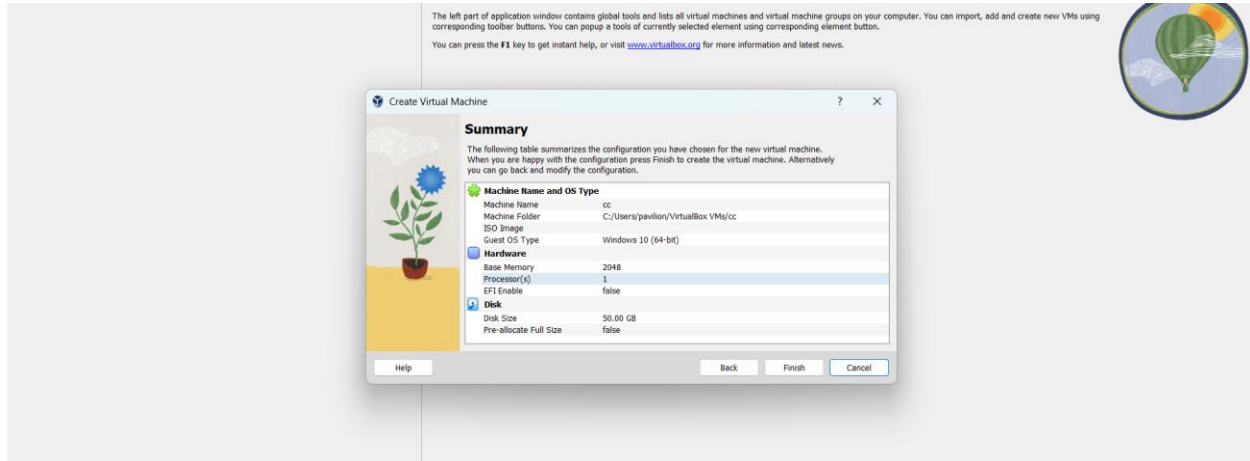 The left part of application window contains global tools and lists all virtual machines and virtual machine groups on your computer. You can import, add and create new VMs using
corresponding toolbar buttons. You can popup a tools of currently selected element using corresponding element button.
You can press the F1 key to get instant help, or visit www.virtualbox.org for more information and latest news.
Create Virtual Machine ? ×
Summary
The following table summarizes the configuration you have chosen for the new virtual machine.
When you are happy with the configuration press Finish to create the virtual machine. Alternatively
you can go back and modify the configuration.
Machine Name and OS Type
Machine Name cc
Machine Folder C:/Users/pavilion/VirtualBox VMs/cc
ISO Image
Guest OS Type Windows 10 (64-bit)
Hardware
Base Memory 2048
Processor(s) 1
EFI Enable false
Disk
Disk Size 50.00 GB
Pre-allocate Full Size false
Help Back Finish Cancel